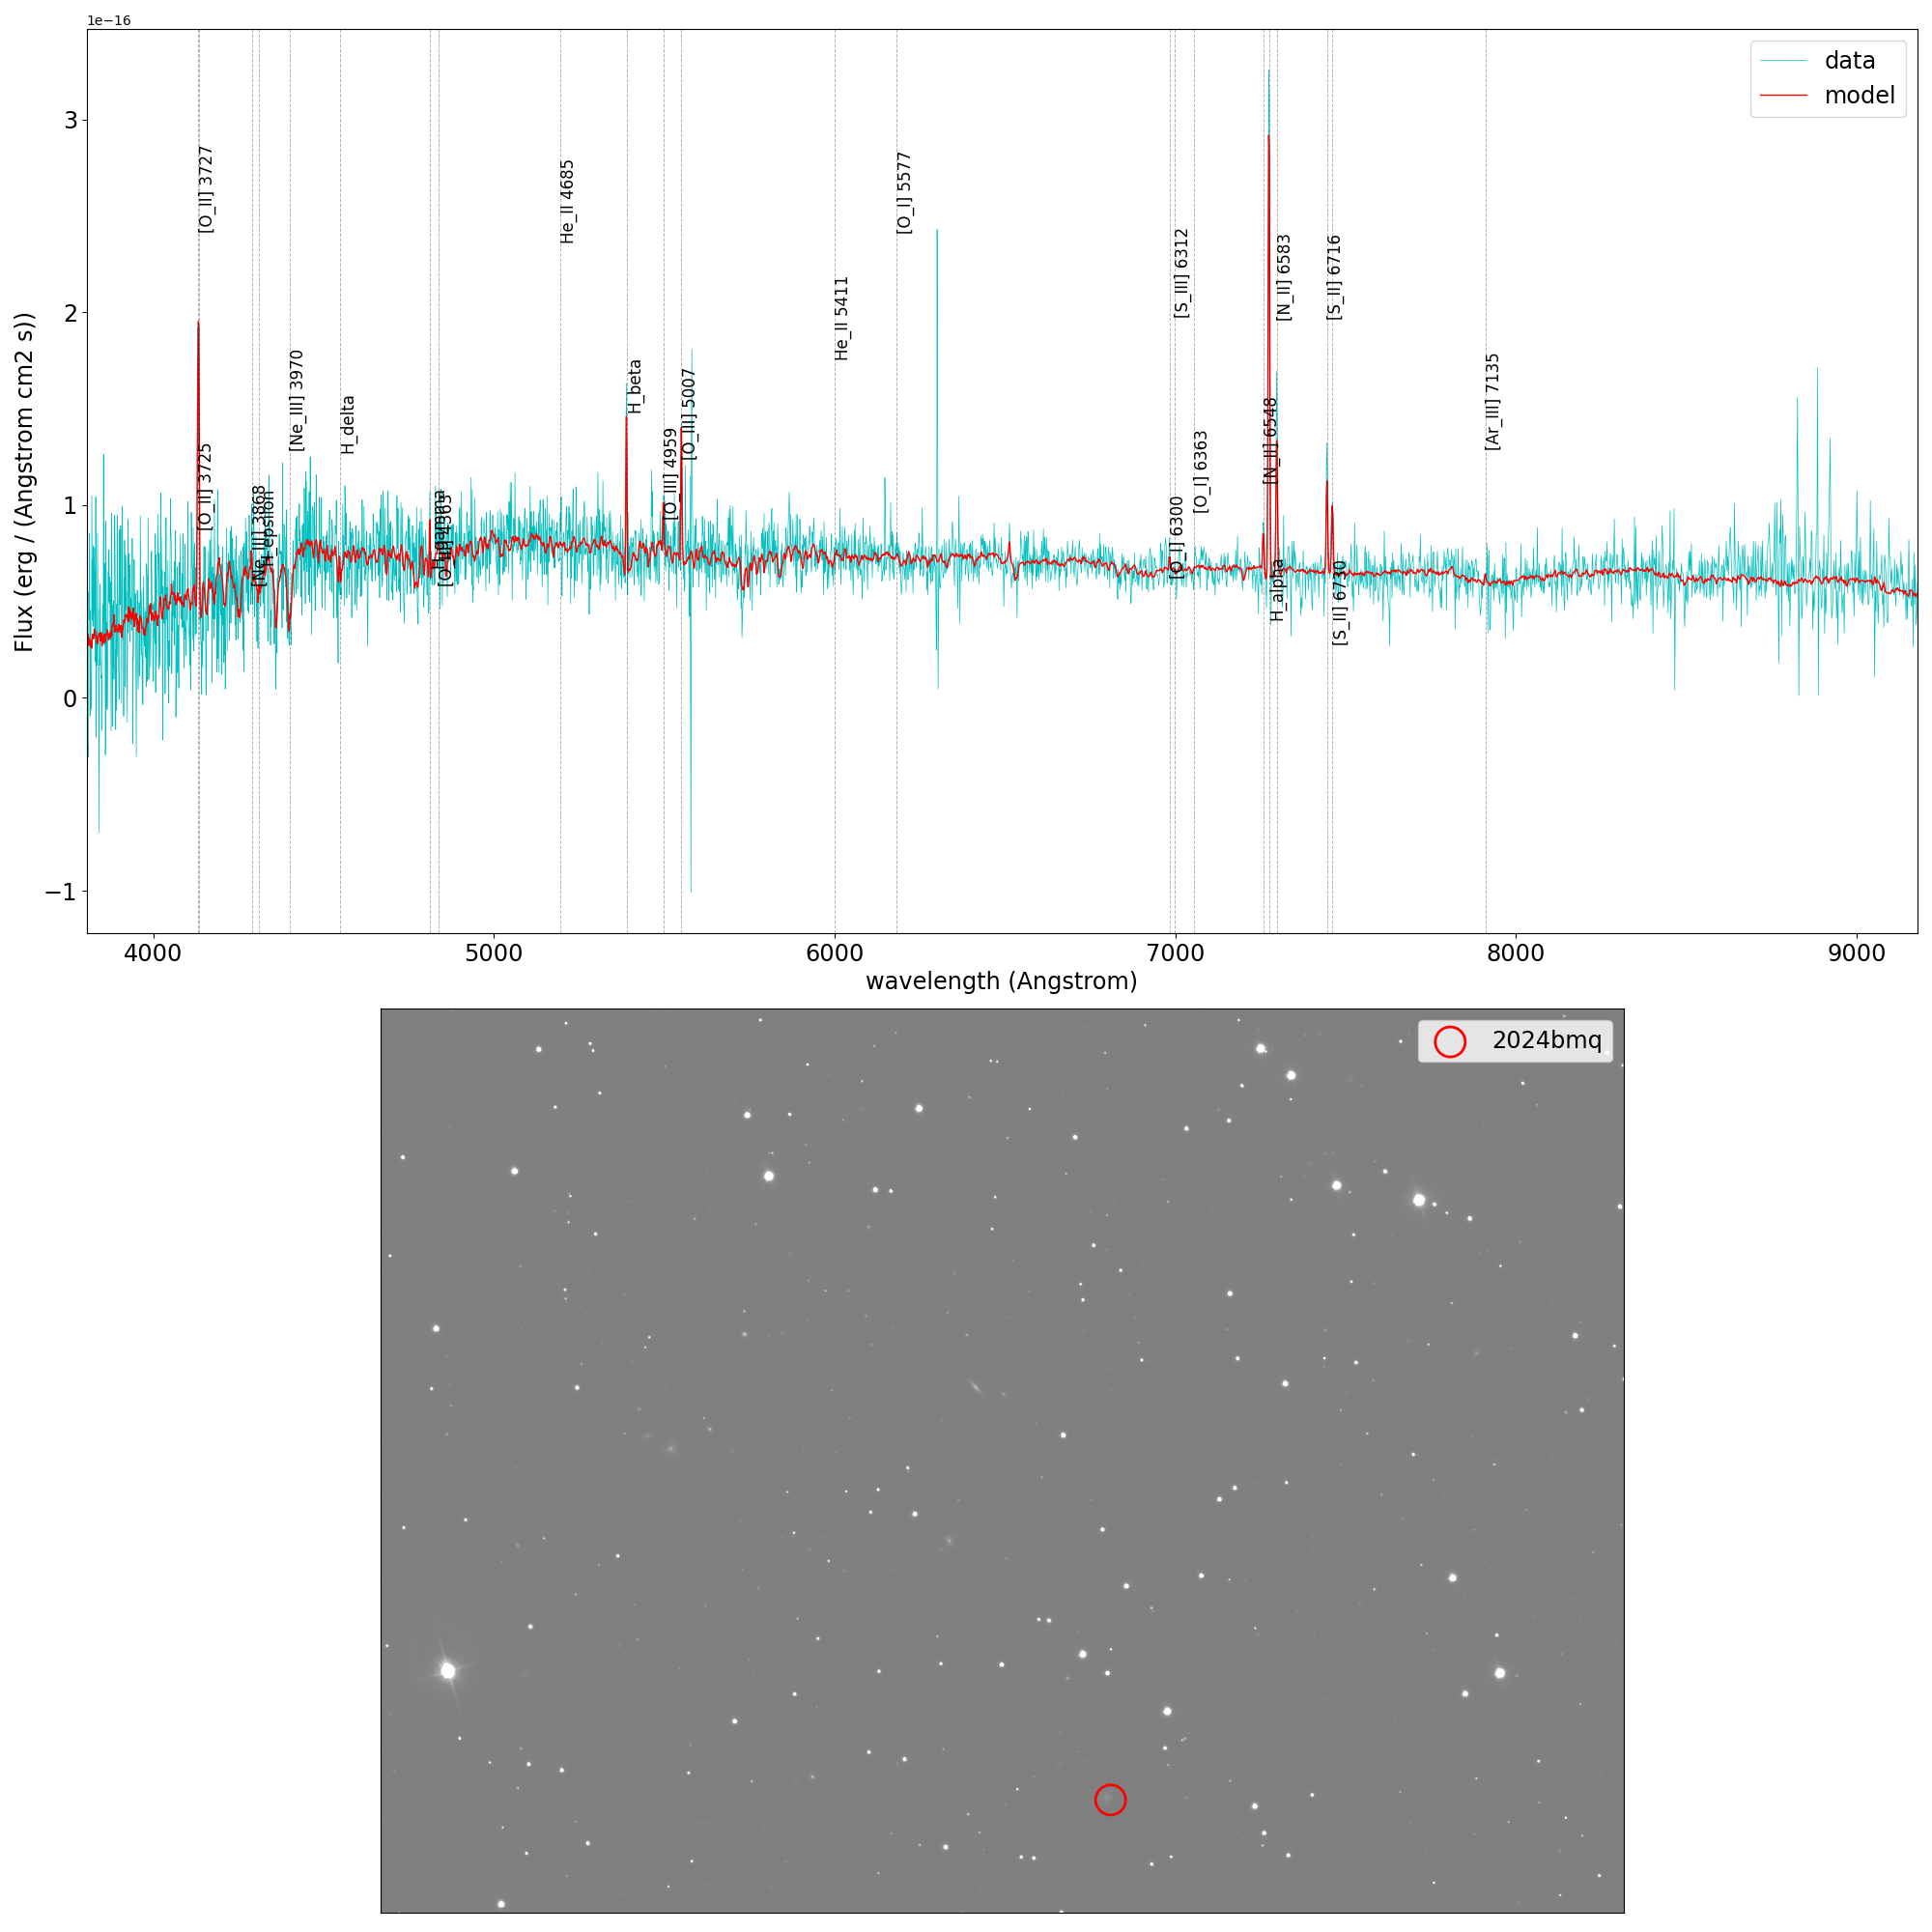 1e−16
data
model
3
2
1
0
−1
Flux (erg / (Angstrom cm2 s))
[O_II] 3727
[O_II] 3725
[Ne_III] 3868
H_epsilon
[Ne_III] 3970
H_delta
H_gamma
[O_III] 4363
He_II 4685
H_beta
[O_III] 4959
[O_III] 5007
He_II 5411
[O_I] 5577
[S_III] 6312
[O_I] 6300
[O_I] 6363
[N_II] 6548
H_alpha
[N_II] 6583
[S_II] 6716
[S_II] 6730
[Ar_III] 7135
4000 5000 6000 7000 8000 9000
wavelength (Angstrom)
2024bmq